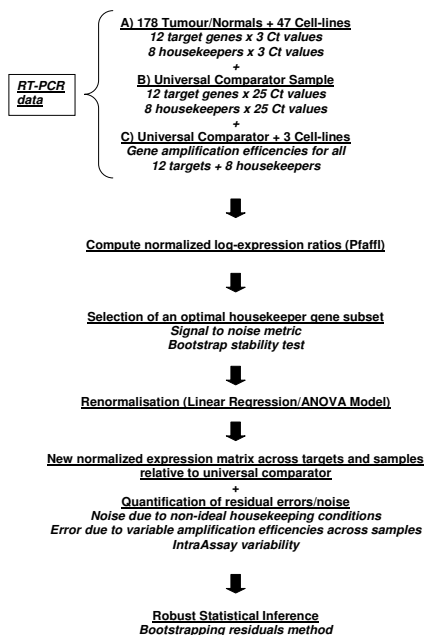 A) 178 Tumour/Normals + 47 Cell-lines
12 target genes x 3 Ct values
8 housekeepers x 3 Ct values
+
RT-PCR
data
B) Universal Comparator Sample
12 target genes x 25 Ct values
8 housekeepers x 25 Ct values
+
C) Universal Comparator + 3 Cell-lines
Gene amplification efficencies for all
12 targets + 8 housekeepers
Compute normalized log-expression ratios (Pfaffl)
Selection of an optimal housekeeper gene subset
Signal to noise metric
Bootstrap stability test
Renormalisation (Linear Regression/ANOVA Model)
New normalized expression matrix across targets and samples
relative to universal comparator
+
Quantification of residual errors/noise
Noise due to non-ideal housekeeping conditions
Error due to variable amplification efficencies across samples
IntraAssay variability
Robust Statistical Inference
Bootstrapping residuals method